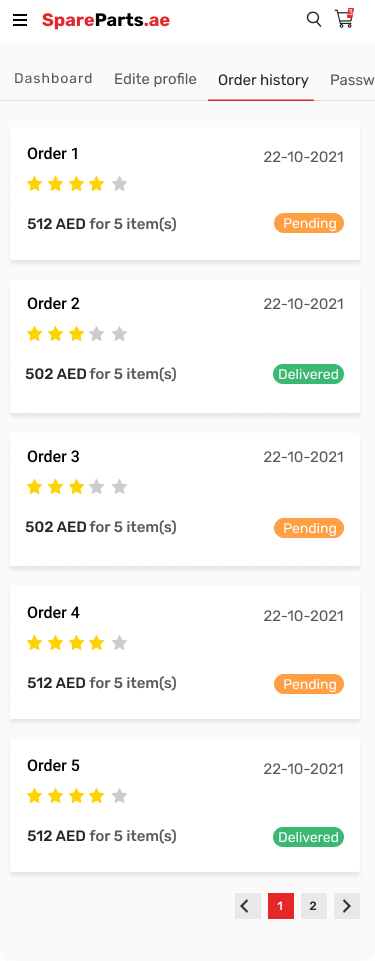 SpareParts.ae
Dashboard Edite profile Order history Passw
Order 1 22-10-2021
512 AED for 5 item(s) Pending
Order 2 22-10-2021
502 AED for 5 item(s) Delivered
Order 3 22-10-2021
502 AED for 5 item(s) Pending
Order 4 22-10-2021
512 AED for 5 item(s) Pending
Order 5 22-10-2021
512 AED for 5 item(s) Delivered
1 2